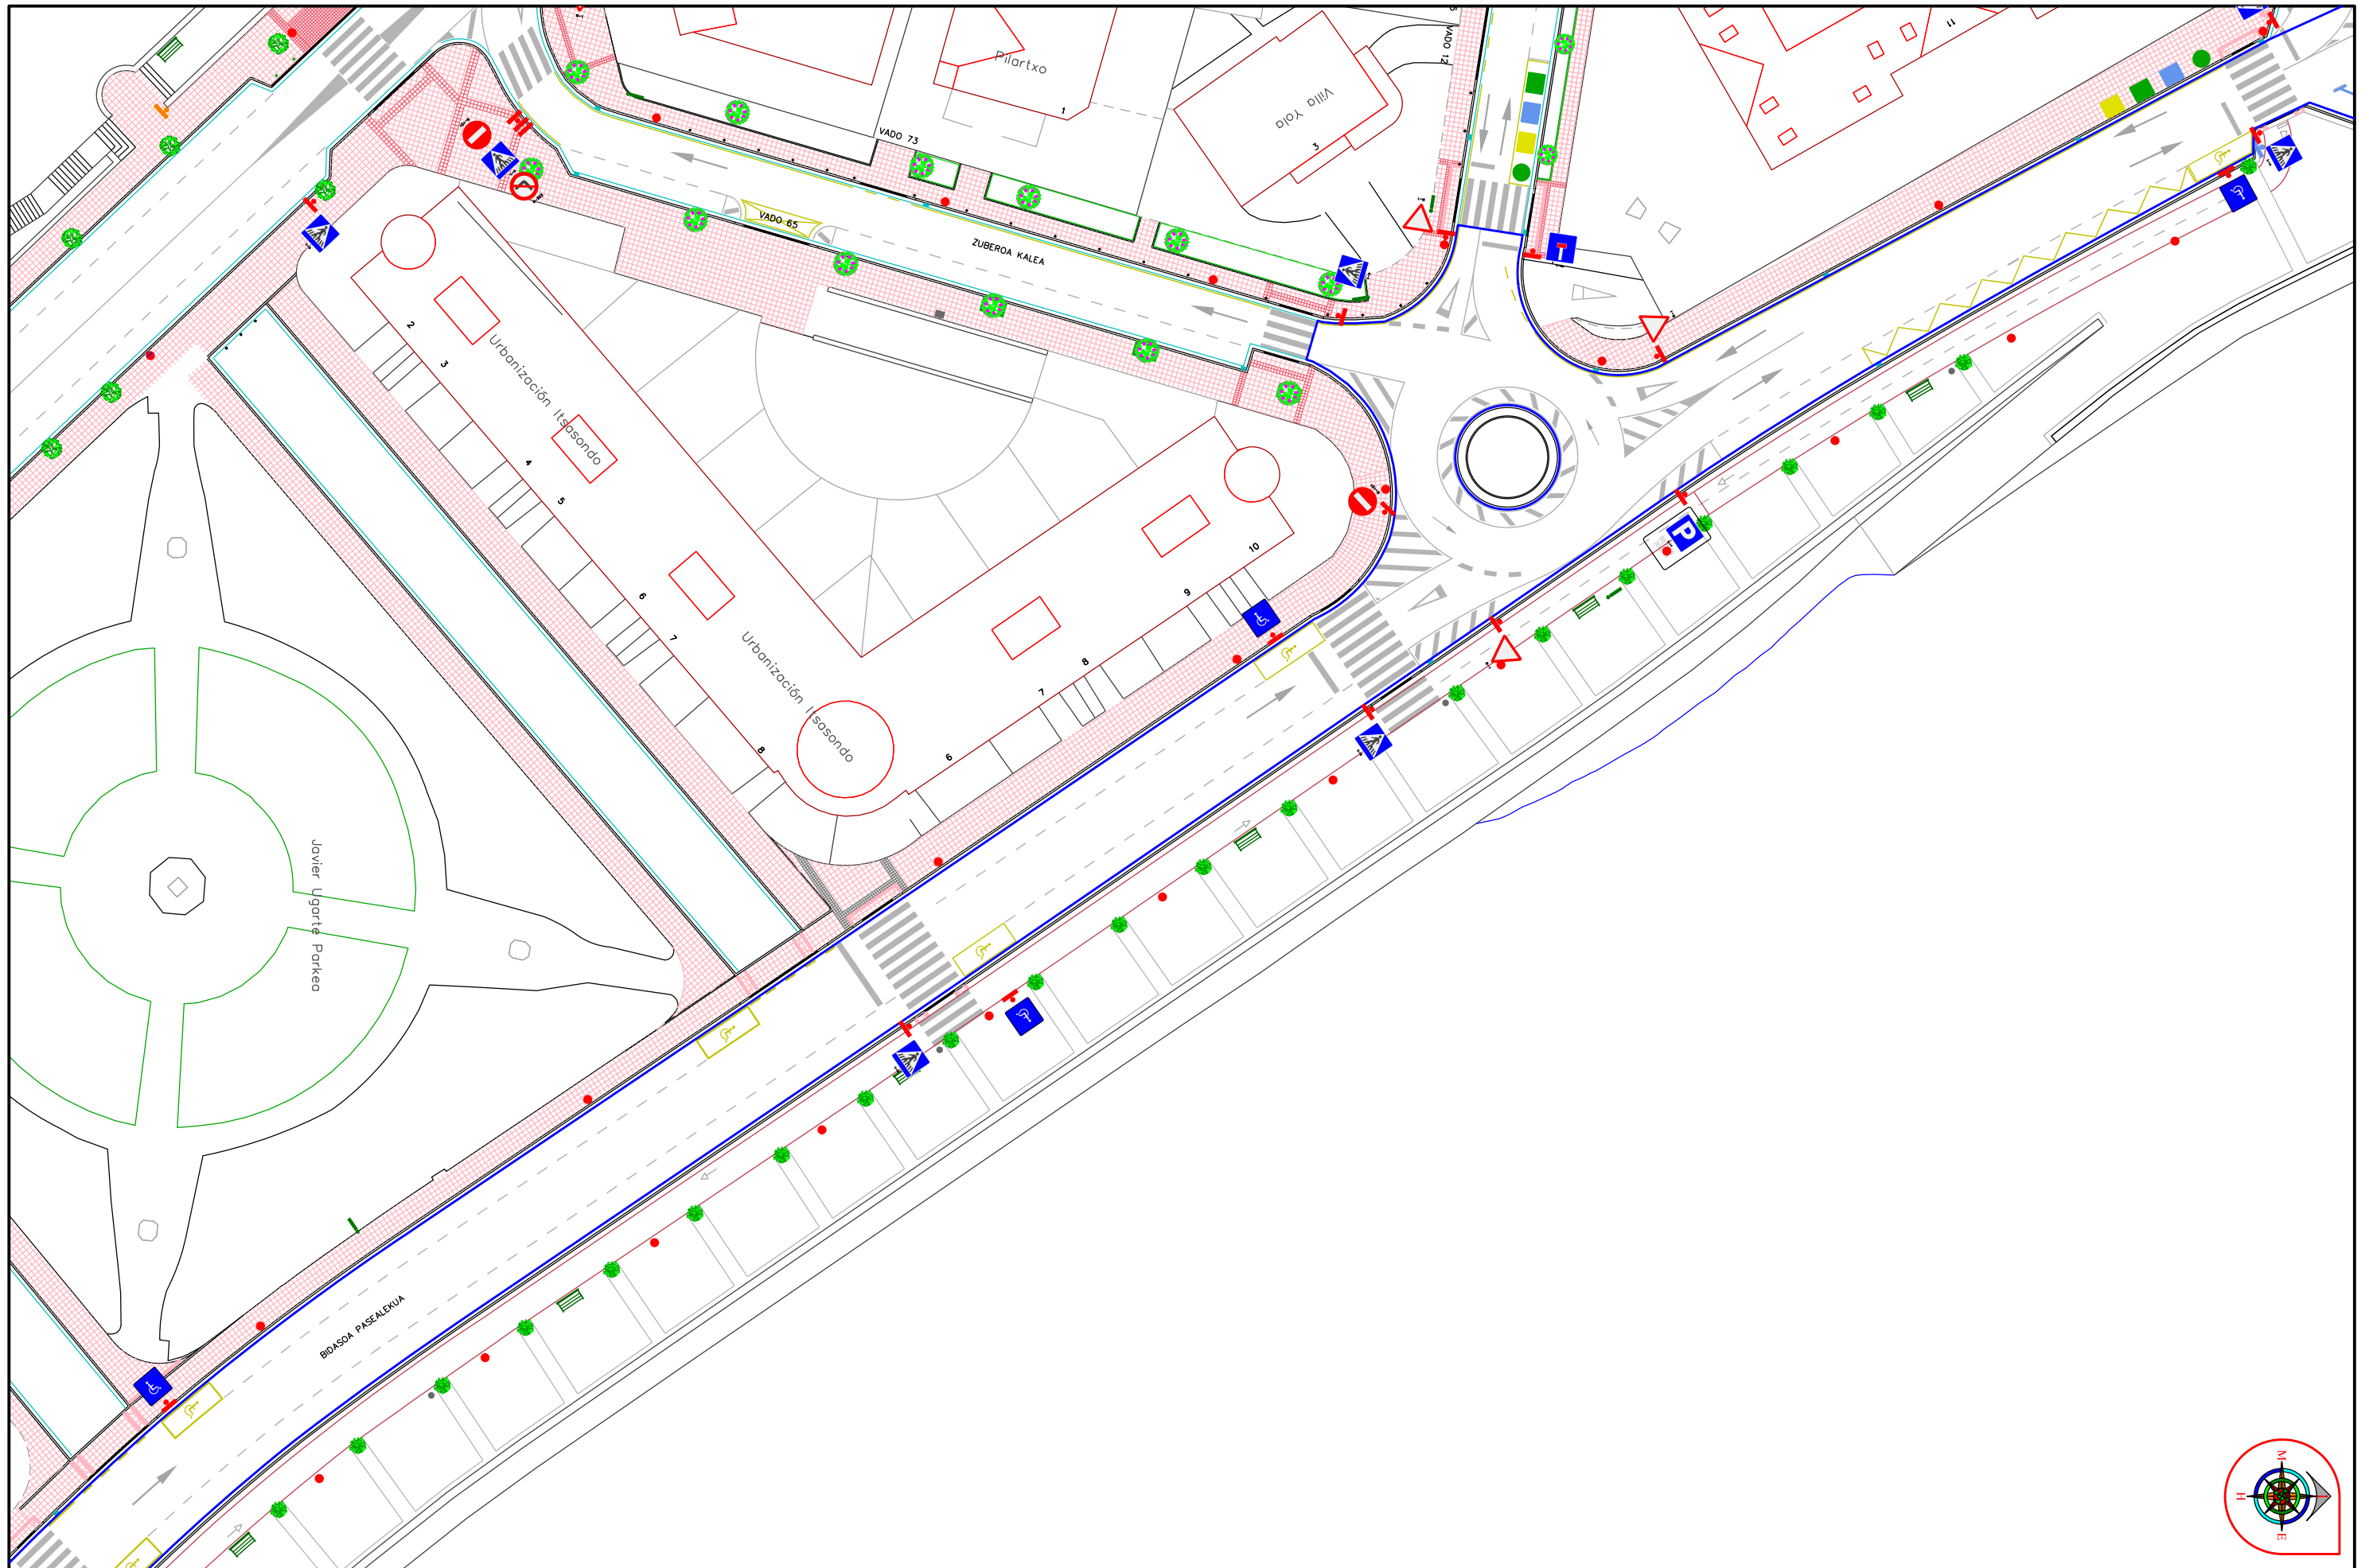 Pilartxo
1
VADO 12
11
Villa Yola
3
VADO 73
VADO 65
ZUBEROA KALEA
2
3
Urbanización Itsasondo
4
5
6
7
8
Urbanización Itsasondo
10
9
8
7
6
P
Javier Ugarte Parkea
BIDASOA PASEALEKUA
M
H
E